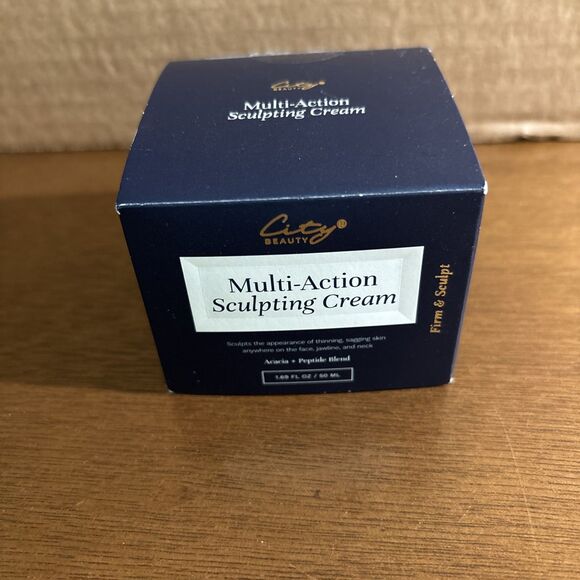 City®
BEAUTY
Multi-Action
Sculpting Cream
City®
BEAUTY
Multi-Action
Sculpting Cream
Sculpts the appearance of thinning, sagging skin
anywhere on the face, jawline, and neck
Acacia + Peptide Blend
1.69 FL OZ / 50 ML
Firm & Sculpt